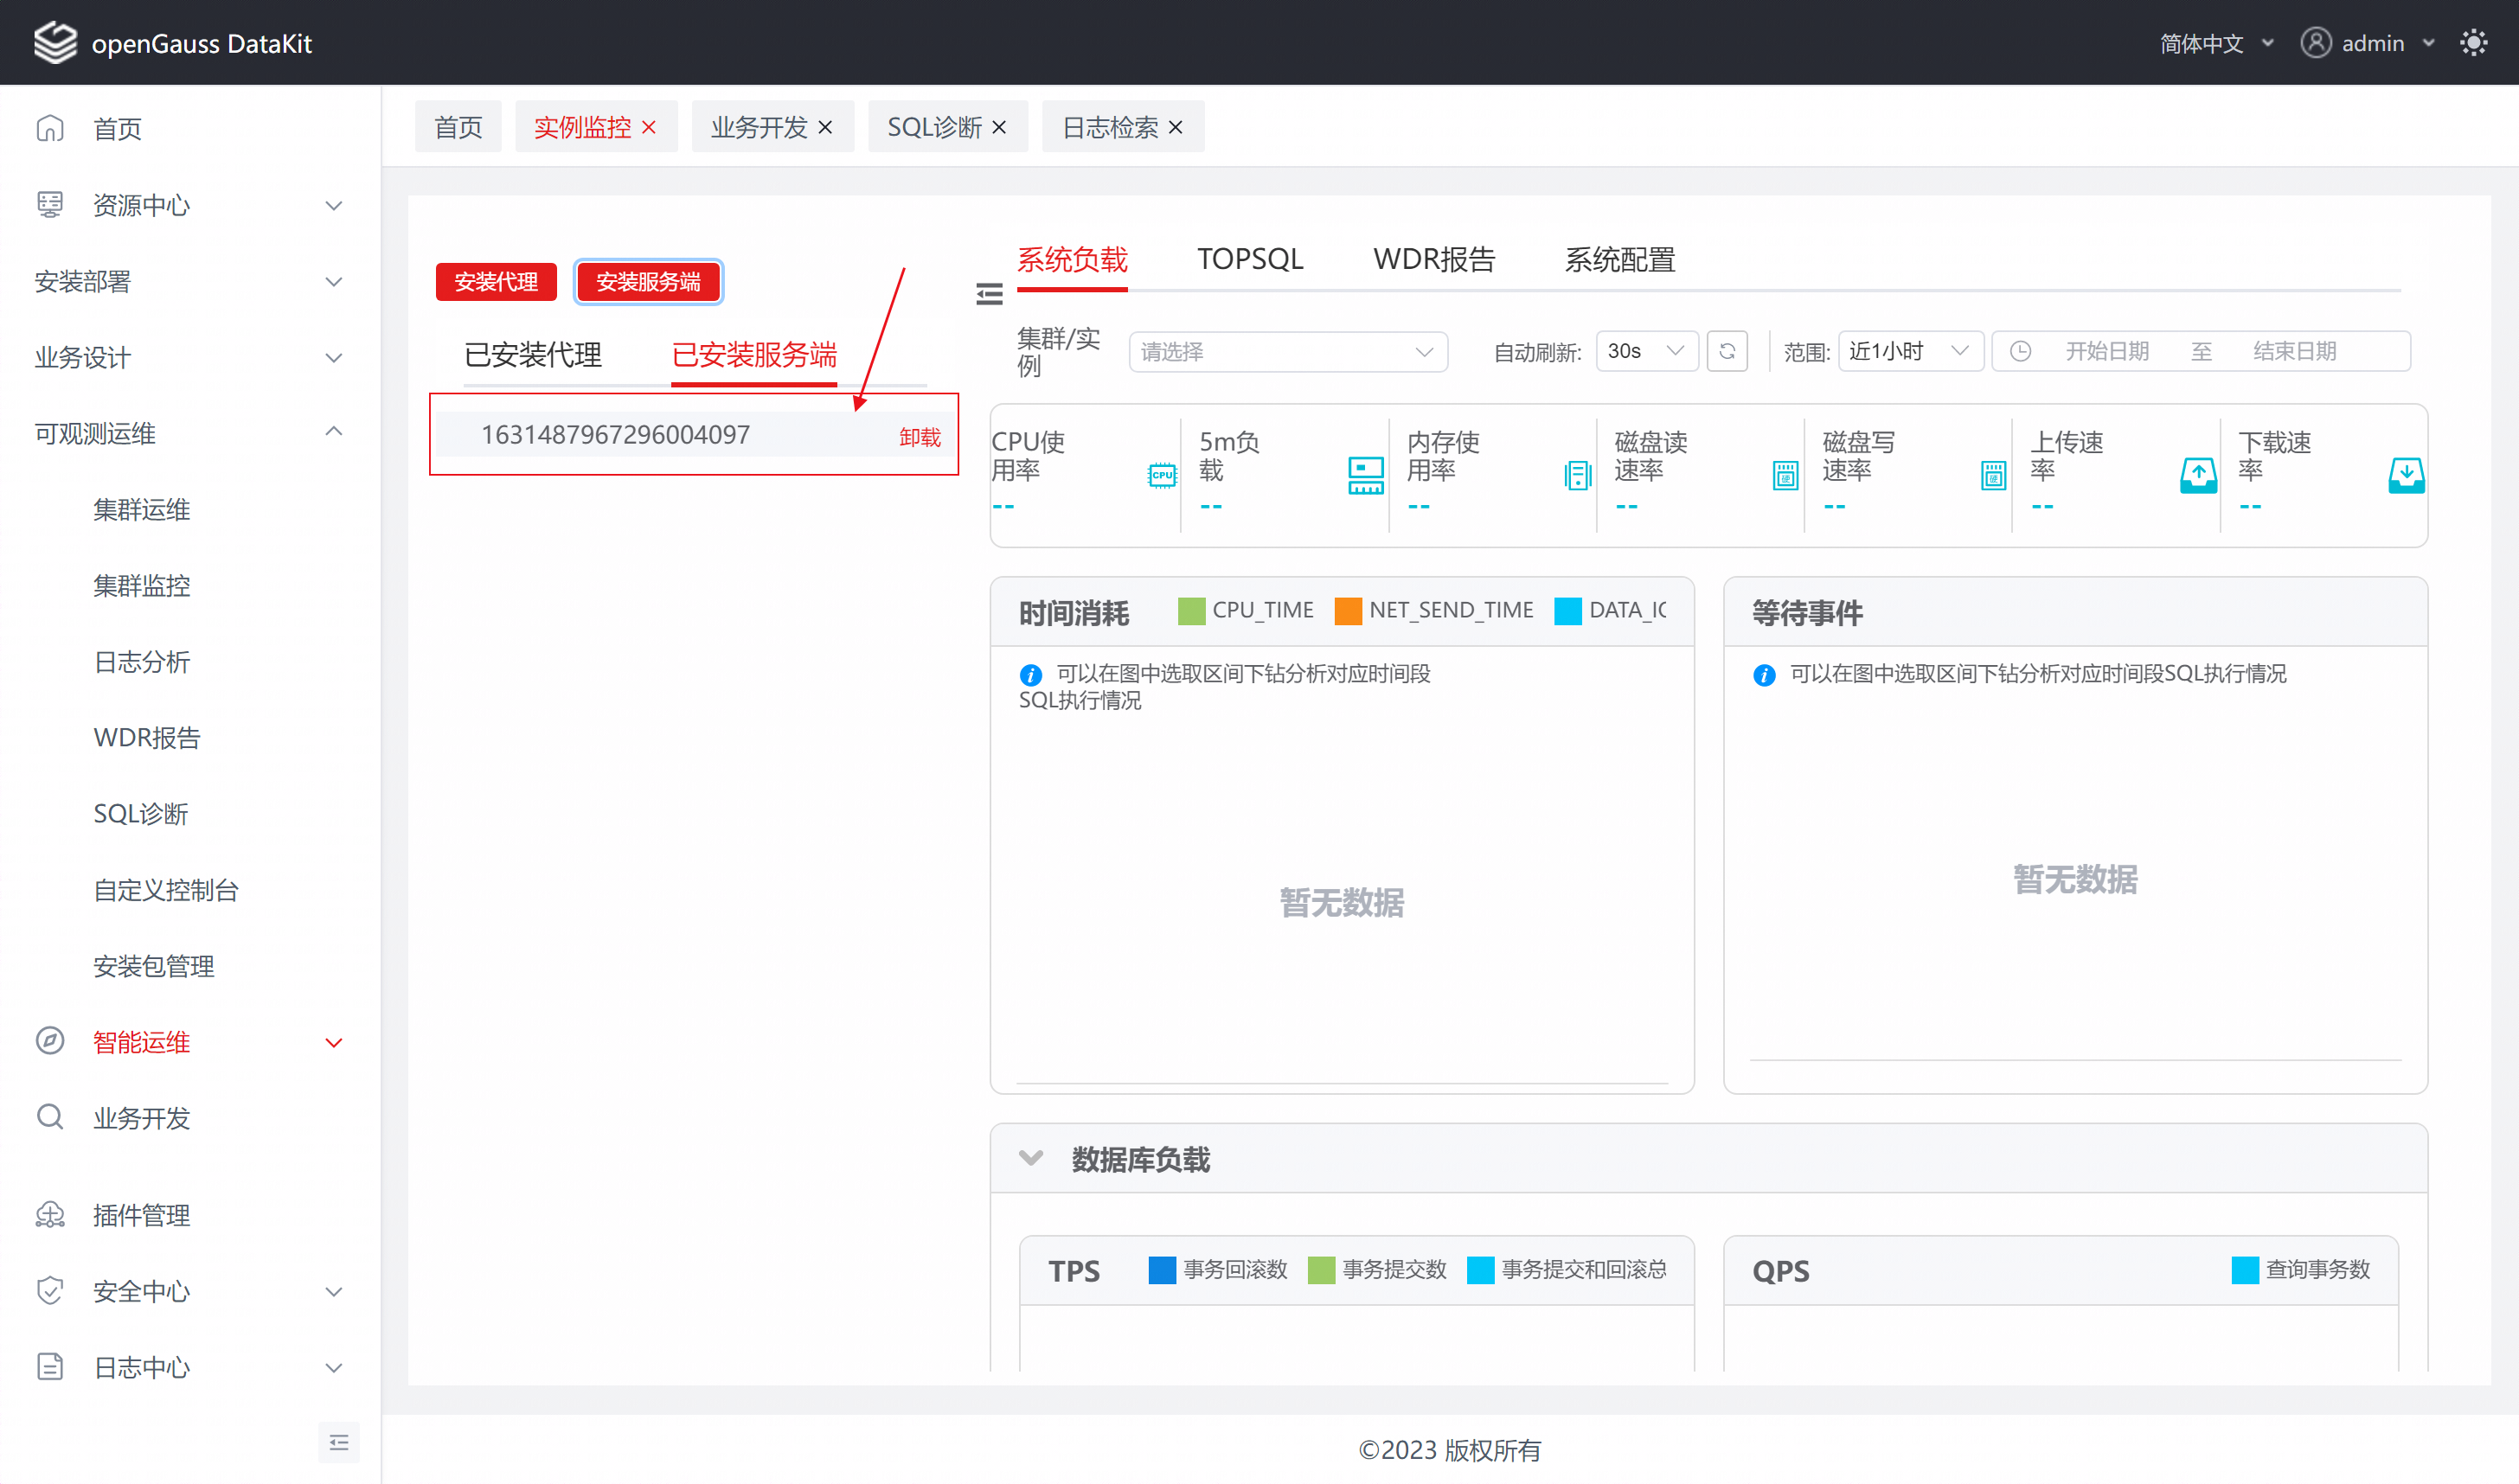 openGauss DataKit
简体中文
admin
首页
资源中心
安装部署
业务设计
可观测运维
集群运维
集群监控
日志分析
WDR报告
SQL诊断
自定义控制台
安装包管理
智能运维
业务开发
插件管理
安全中心
日志中心
首页
实例监控
业务开发
SQL诊断
日志检索
安装代理
安装服务端
已安装代理
已安装服务端
1631487967296004097
卸载
系统负载
TOPSQL
WDR报告
系统配置
集群/实
例
请选择
自动刷新:
30s
范围:
近1小时
开始日期
至
结束日期
CPU使
用率
CPU
--
5m负
载
--
内存使
用率
--
磁盘读
速率
硬
--
磁盘写
速率
硬
--
上传速
率
--
下载速
率
--
时间消耗
CPU_TIME
NET_SEND_TIME
DATA_IO
可以在图中选取区间下钻分析对应时间段
SQL执行情况
暂无数据
等待事件
可以在图中选取区间下钻分析对应时间段SQL执行情况
暂无数据
数据库负载
TPS
事务回滚数
事务提交数
事务提交和回滚总
QPS
查询事务数
©2023 版权所有